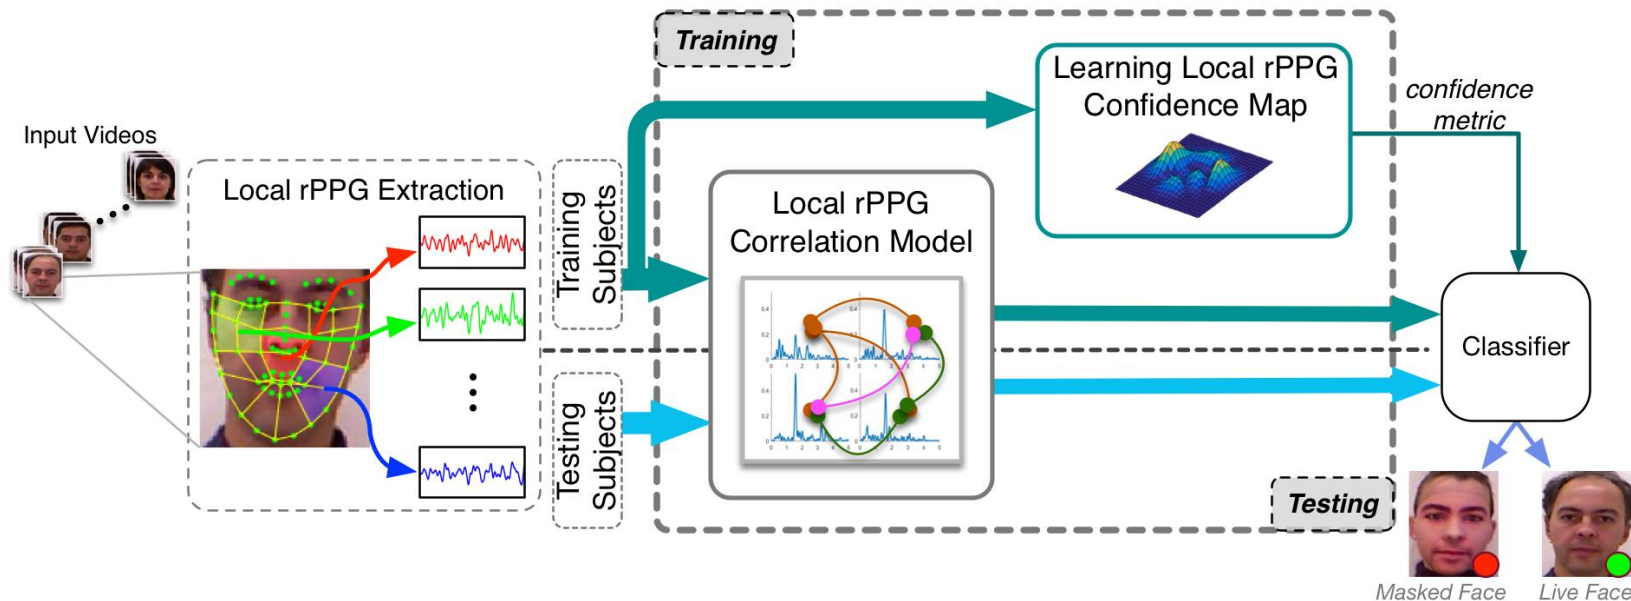 Input Videos
Local rPPG Extraction
Training
Subjects
Testing
Subjects
Training
Local rPPG
Correlation Model
Learning Local rPPG
Confidence Map
confidence
metric
Classifier
Testing
Masked Face
Live Face